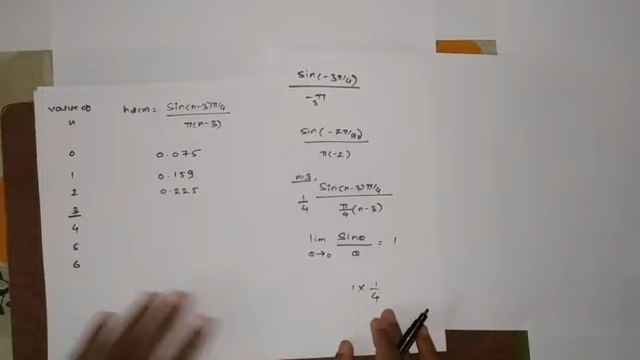 value of
n
hd(n) = sin(n-3)π/4 / π(n-3)
0 0.075
1 0.159
2 0.225
3
4
5
6
sin(-3π/4) / -3π
sin(-2π/4) / π(-2)
n=3,
1/4 sin(n-3)π/4 / π/4 (n-3)
lim θ→0 sinθ / θ = 1
1 × 1/4